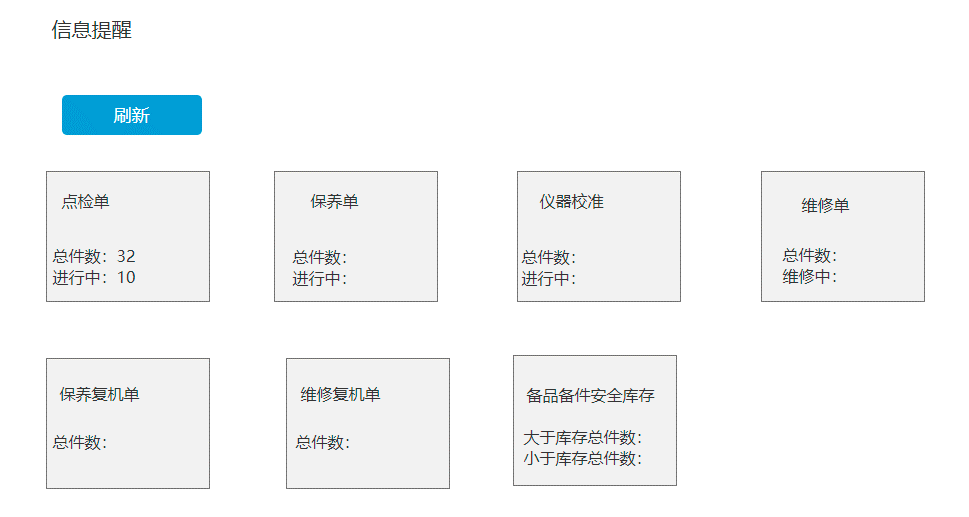 信息提醒
刷新
点检单
总件数：32
进行中：10
保养单
总件数：
进行中：
仪器校准
总件数：
进行中：
维修单
总件数：
维修中：
保养复机单
总件数：
维修复机单
总件数：
备品备件安全库存
大于库存总件数：
小于库存总件数：